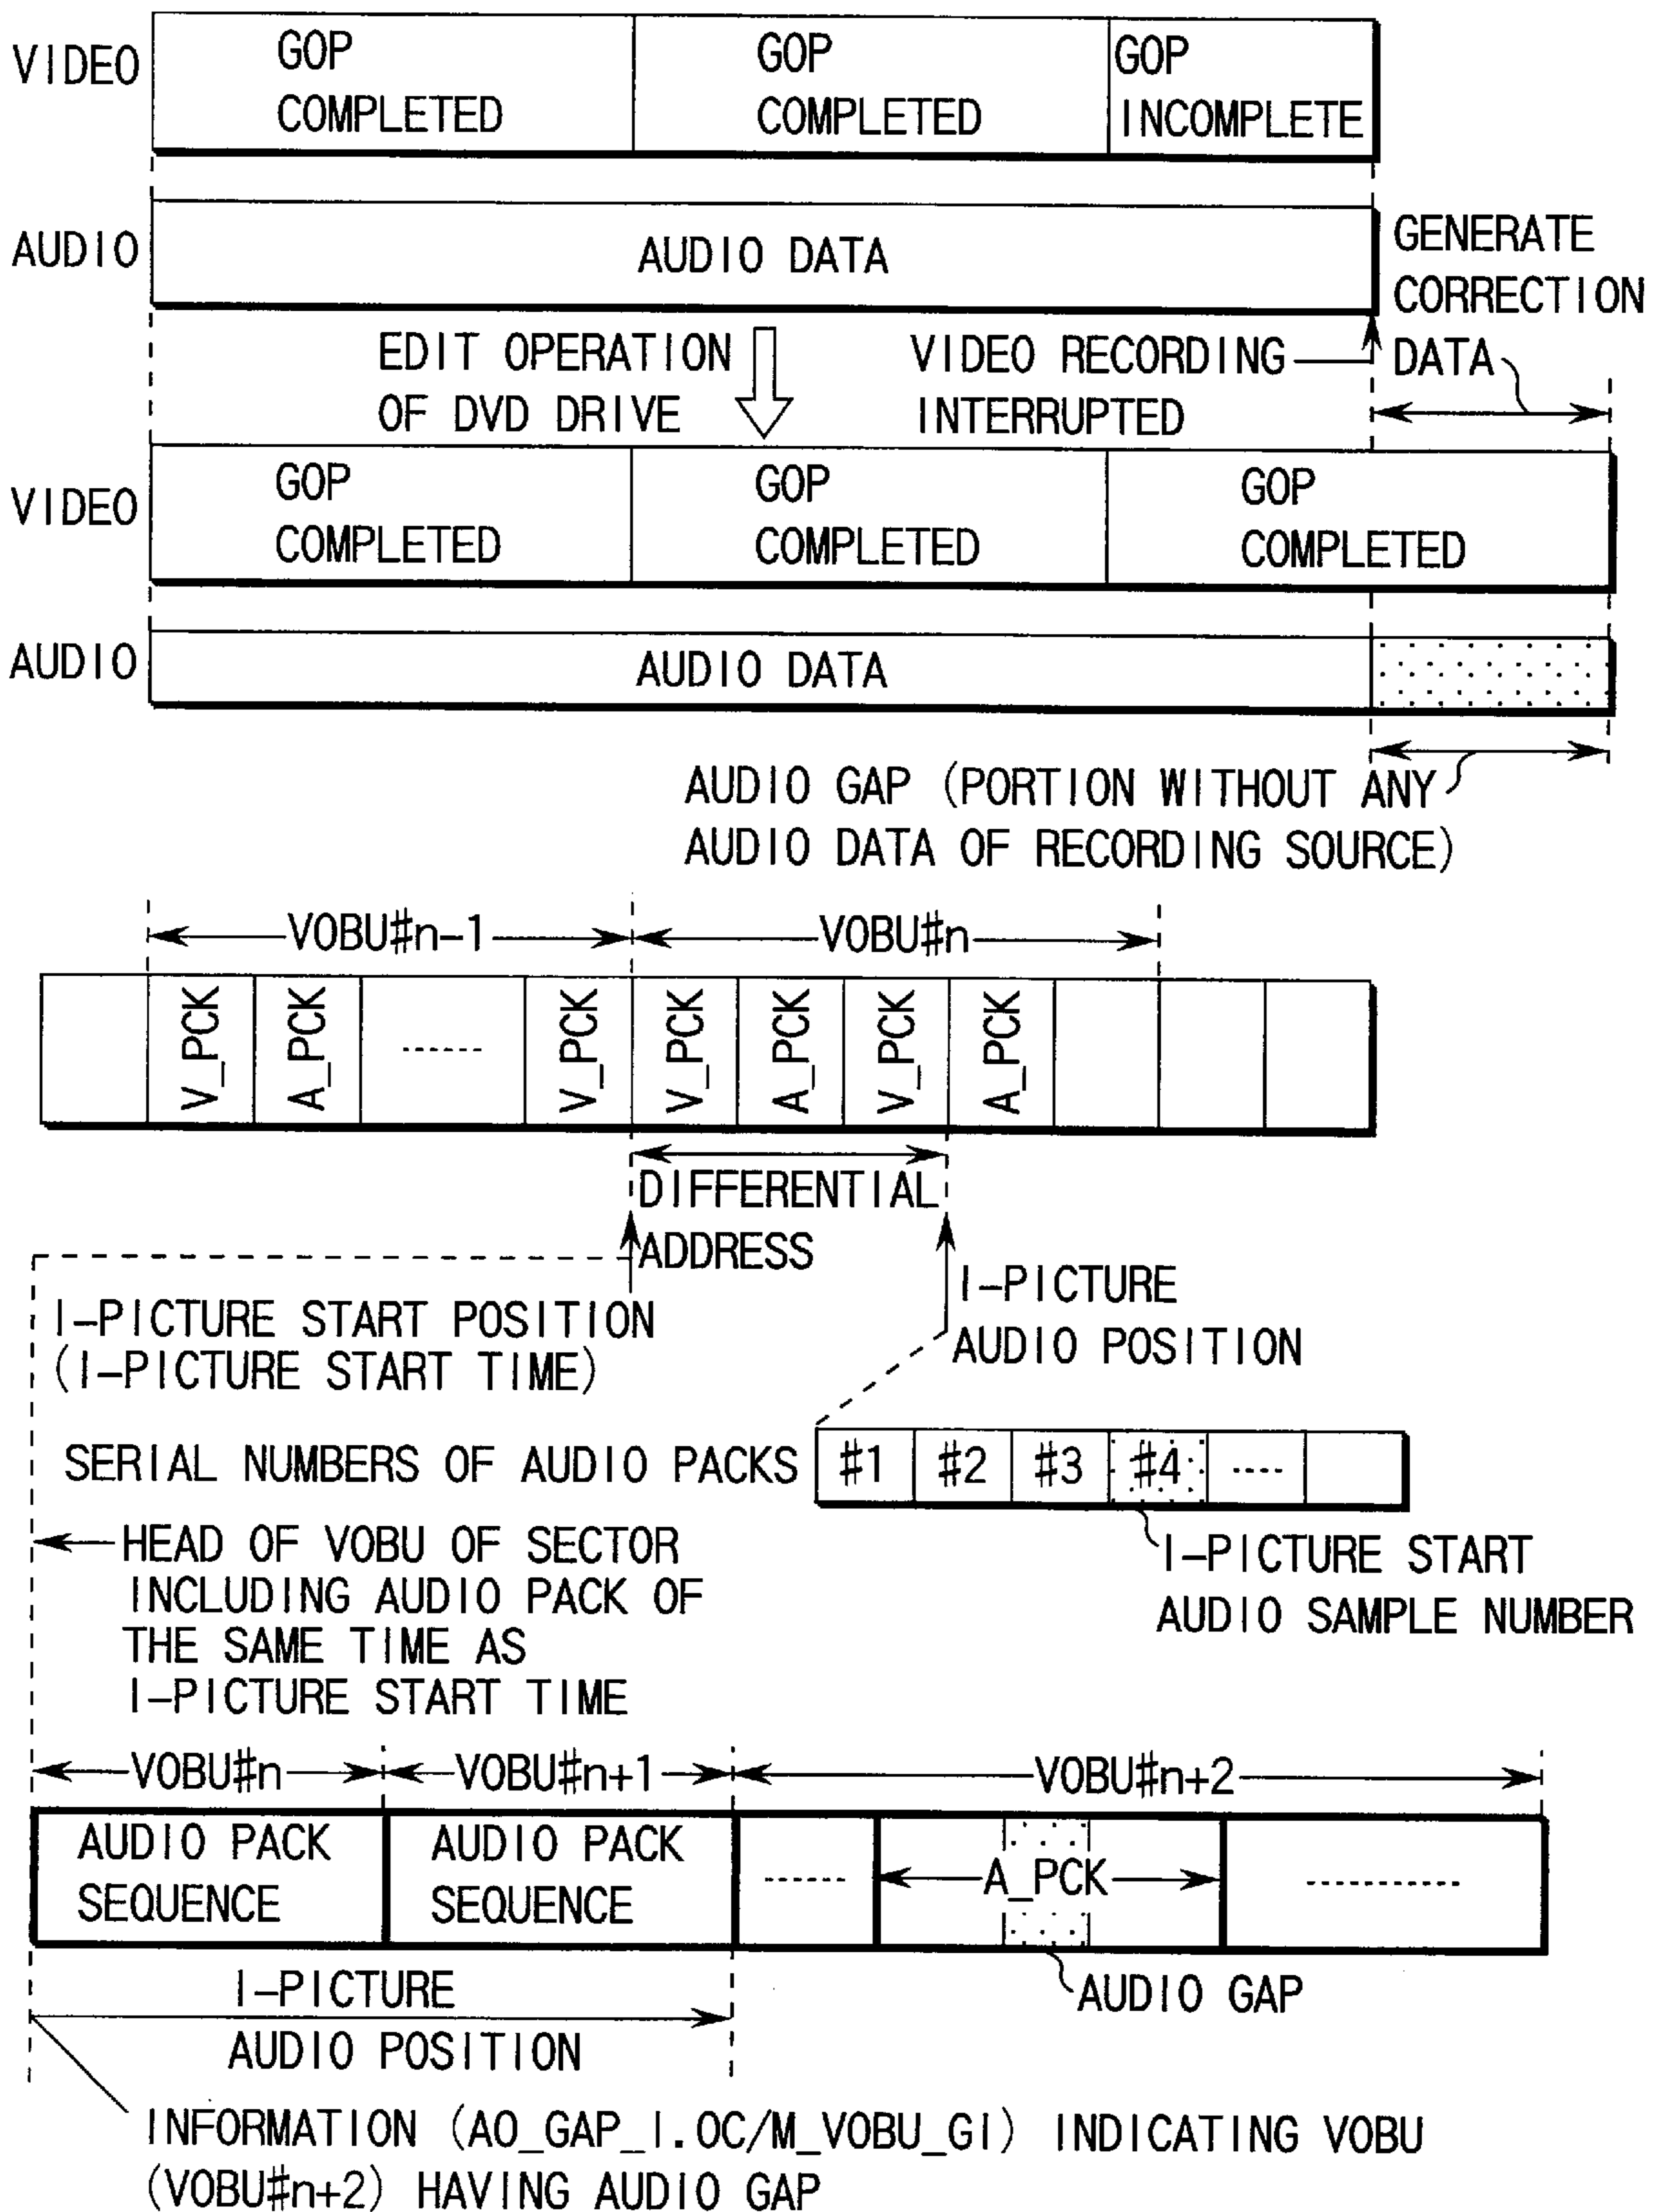 VIDEO
GOP
COMPLETED
GOP
COMPLETED
GOP
INCOMPLETE
AUDIO
AUDIO DATA
GENERATE
CORRECTION
DATA
EDIT OPERATION
OF DVD DRIVE
VIDEO RECORDING
INTERRUPTED
VIDEO
GOP
COMPLETED
GOP
COMPLETED
GOP
COMPLETED
AUDIO
AUDIO DATA
AUDIO GAP (PORTION WITHOUT ANY
AUDIO DATA OF RECORDING SOURCE)
VOBU#n-1
VOBU#n
V_PCK
A_PCK
V_PCK
V_PCK
A_PCK
V_PCK
A_PCK
DIFFERENTIAL
ADDRESS
I-PICTURE START POSITION
(I-PICTURE START TIME)
I-PICTURE
AUDIO POSITION
SERIAL NUMBERS OF AUDIO PACKS
#1
#2
#3
#4
I-PICTURE START
AUDIO SAMPLE NUMBER
HEAD OF VOBU OF SECTOR
INCLUDING AUDIO PACK OF
THE SAME TIME AS
I-PICTURE START TIME
VOBU#n
VOBU#n+1
VOBU#n+2
AUDIO PACK
SEQUENCE
AUDIO PACK
SEQUENCE
A_PCK
AUDIO GAP
I-PICTURE
AUDIO POSITION
INFORMATION (A0_GAP_I.OC/M_VOBU_GI) INDICATING VOBU
(VOBU#n+2) HAVING AUDIO GAP